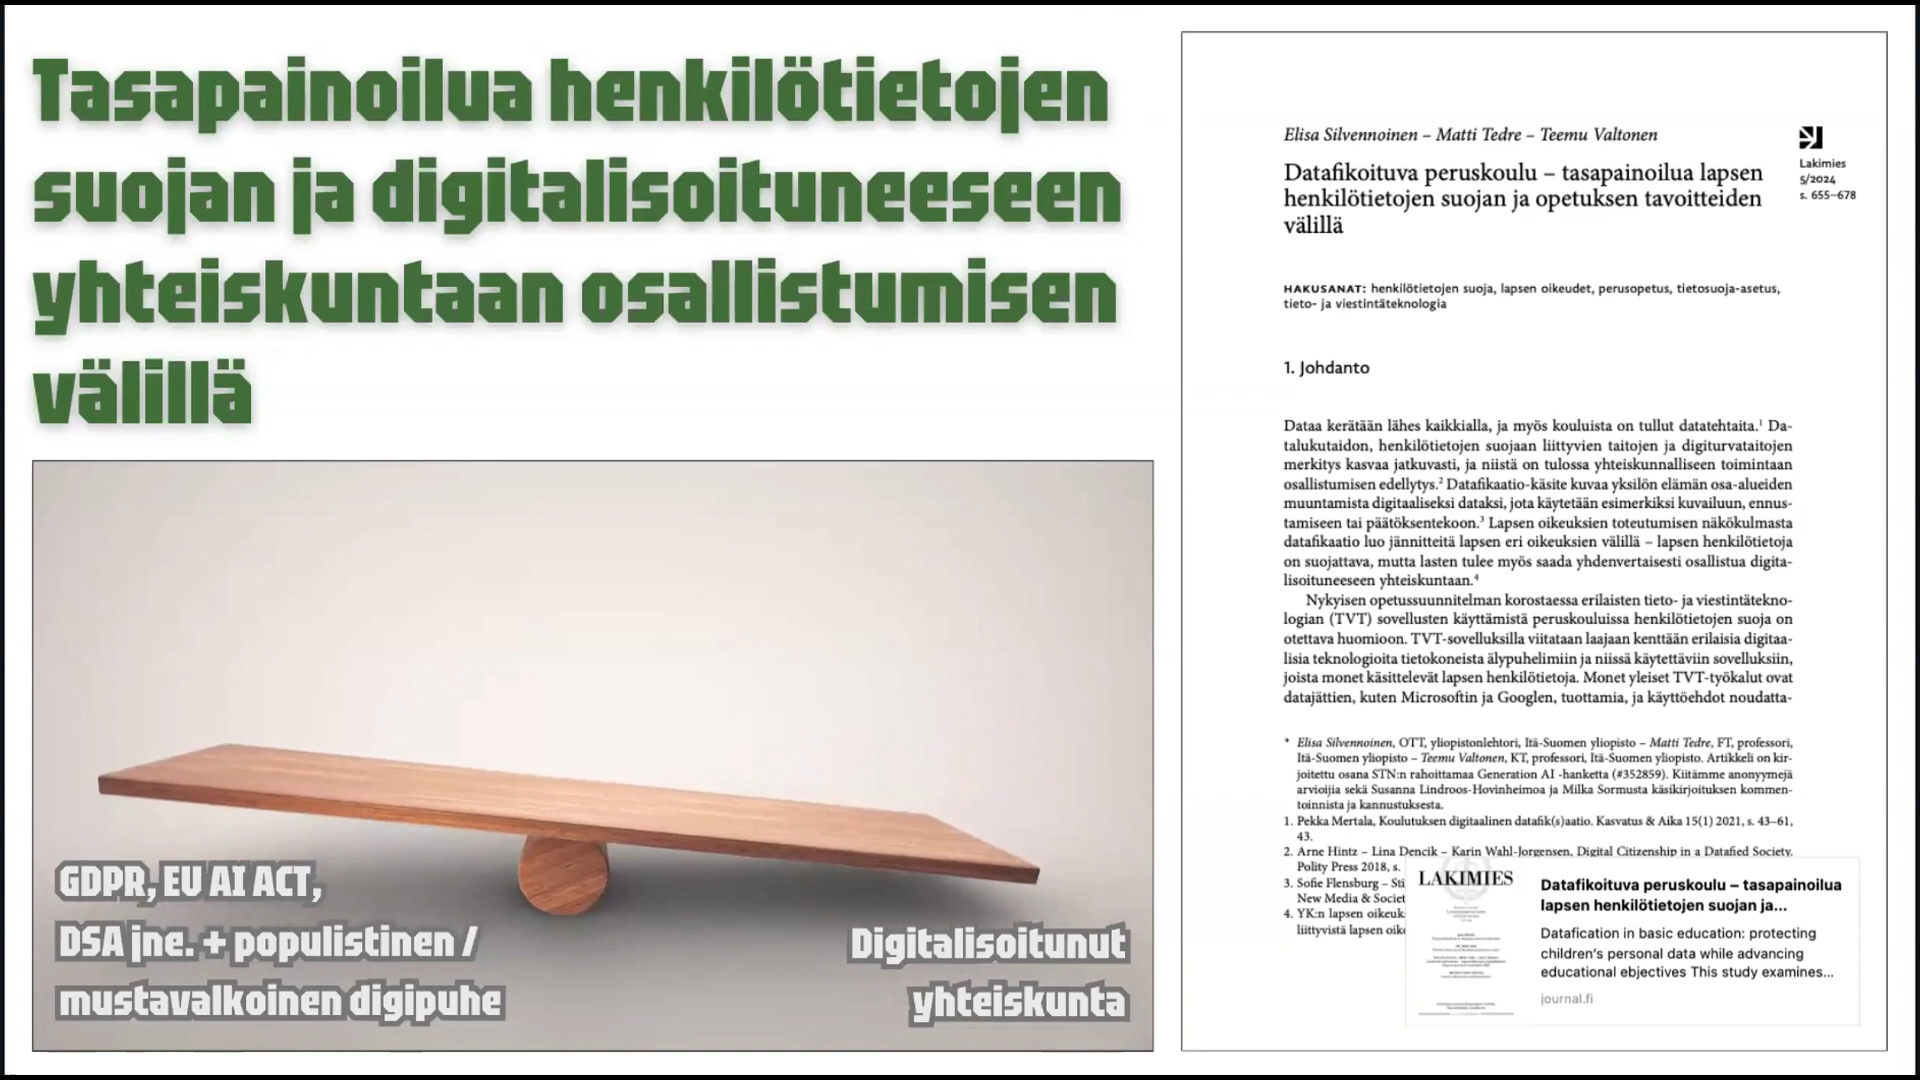 Tasapainoilua henkilötietojen
suojan ja digitalisoituneeseen
yhteiskuntaan osallistumisen
välillä
GDPR, EU AI ACT,
DSA jne. + populistinen /
mustavalkoinen digipuhe
Digitalisoitunut
yhteiskunta
Elisa Silvennoinen – Matti Tedre – Teemu Valtonen
Datafikoituva peruskoulu – tasapainoilua lapsen
henkilötietojen suojan ja opetuksen tavoitteiden
välillä
Lakimies
5/2024
s. 655–678
HAKUSANAT: henkilötietojen suoja, lapsen oikeudet, perusopetus, tietosuoja-asetus,
tieto- ja viestintäteknologia
1. Johdanto
Dataa kerätään lähes kaikkialla, ja myös kouluista on tullut datatehtaita.¹ Da-
talukutaidon, henkilötietojen suojaan liittyvien taitojen ja digiturvataitojen
merkitys kasvaa jatkuvasti, ja niistä on tulossa yhteiskunnalliseen toimintaan
osallistumisen edellytys.² Datafikaatio-käsite kuvaa yksilön elämän osa-alueiden
muuntamista digitaaliseksi dataksi, jota käytetään esimerkiksi kuvailuun, ennus-
tamiseen tai päätöksentekoon.³ Lapsen oikeuksien toteutumisen näkökulmasta
datafikaatio luo jännitteitä lapsen eri oikeuksien välillä – lapsen henkilötietoja
on suojattava, mutta lasten tulee myös saada yhdenvertaisesti osallistua digita-
lisoituneeseen yhteiskuntaan.⁴
Nykyisen opetussuunnitelman korostaessa erilaisten tieto- ja viestintätekno-
logian (TVT) sovellusten käyttämistä peruskouluissa henkilötietojen suoja on
otettava huomioon. TVT-sovelluksilla viitataan laajaan kenttään erilaisia digitaa-
lisia teknologioita tietokoneista älypuhelimiin ja niissä käytettäviin sovelluksiin,
joista monet käsittelevät lapsen henkilötietoja. Monet yleiset TVT-työkalut ovat
datajättien, kuten Microsoftin ja Googlen, tuottamia, ja käyttöehdot noudatta-
* Elisa Silvennoinen, OTT, yliopistonlehtori, Itä-Suomen yliopisto – Matti Tedre, FT, professori,
Itä-Suomen yliopisto – Teemu Valtonen, KT, professori, Itä-Suomen yliopisto. Artikkeli on kir-
joitettu osana STN:n rahoittamaa Generation AI -hanketta (#352859). Kiitämme anonyymejä
arvioijia sekä Susanna Lindroos-Hovinheimoa ja Milka Sormusta käsikirjoituksen kommen-
toinnista ja kannustuksesta.
1. Pekka Mertala, Koulutuksen digitaalinen datafik(s)aatio. Kasvatus & Aika 15(1) 2021, s. 43–61,
43.
2. Arne Hintz – Lina Dencik – Karin Wahl-Jorgensen, Digital Citizenship in a Datafied Society.
Polity Press 2018, s.
3. Sofie Flensburg – Sti
New Media & Societ
4. YK:n lapsen oikeuk
liittyvistä lapsen oike
LAKIMIES
Datafikoituva peruskoulu – tasapainoilua
lapsen henkilötietojen suojan ja...
Datafication in basic education: protecting
children's personal data while advancing
educational ebjectives This study examines...
journal.fi